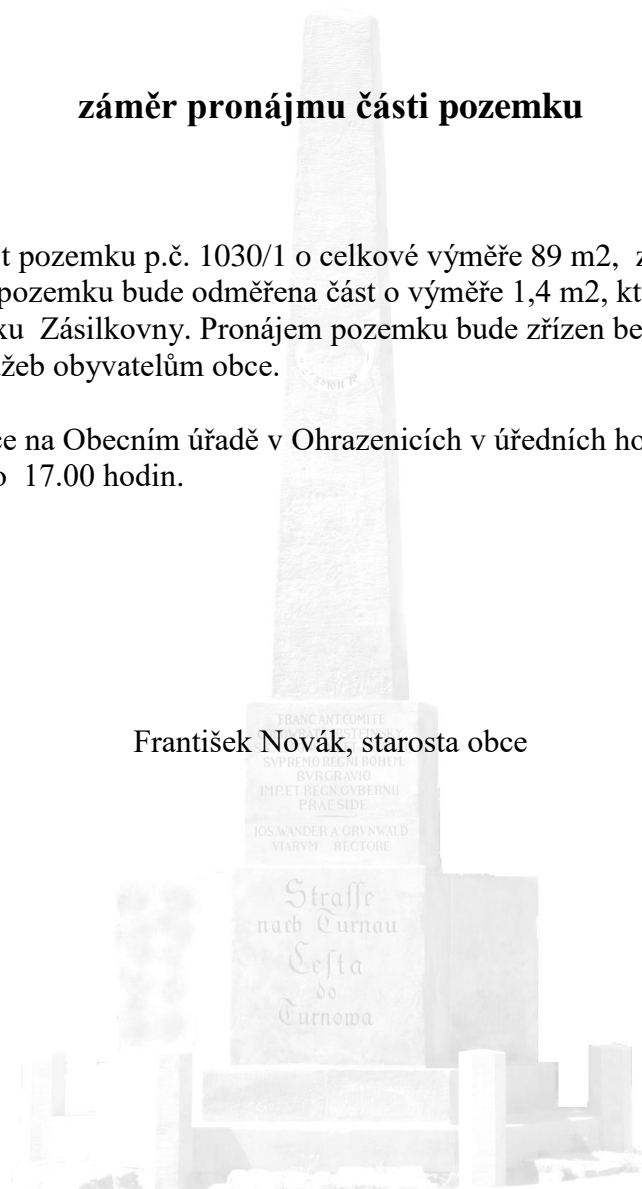 záměr pronájmu části pozemku
t pozemku p.č. 1030/1 o celkové výměře 89 m2, z
pozemku bude odměřena část o výměře 1,4 m2, kt
xu Zásilkovny. Pronájem pozemku bude zřízen be
žeb obyvatelům obce.
ce na Obecním úřadě v Ohrazenicích v úředních ho
o 17.00 hodin.
FRANC ANT COMITE
František Novák, starosta obce
SVPREMO REGNI BOHEM.
BVRGRAVIO
IMP. ET REGN. GVBERNII
PRAESIDE
JOS WANDER A GRVNWALD
VIARVM RECTORE
Straſſe
nach Turnau
Ceſta
do
Turnowa